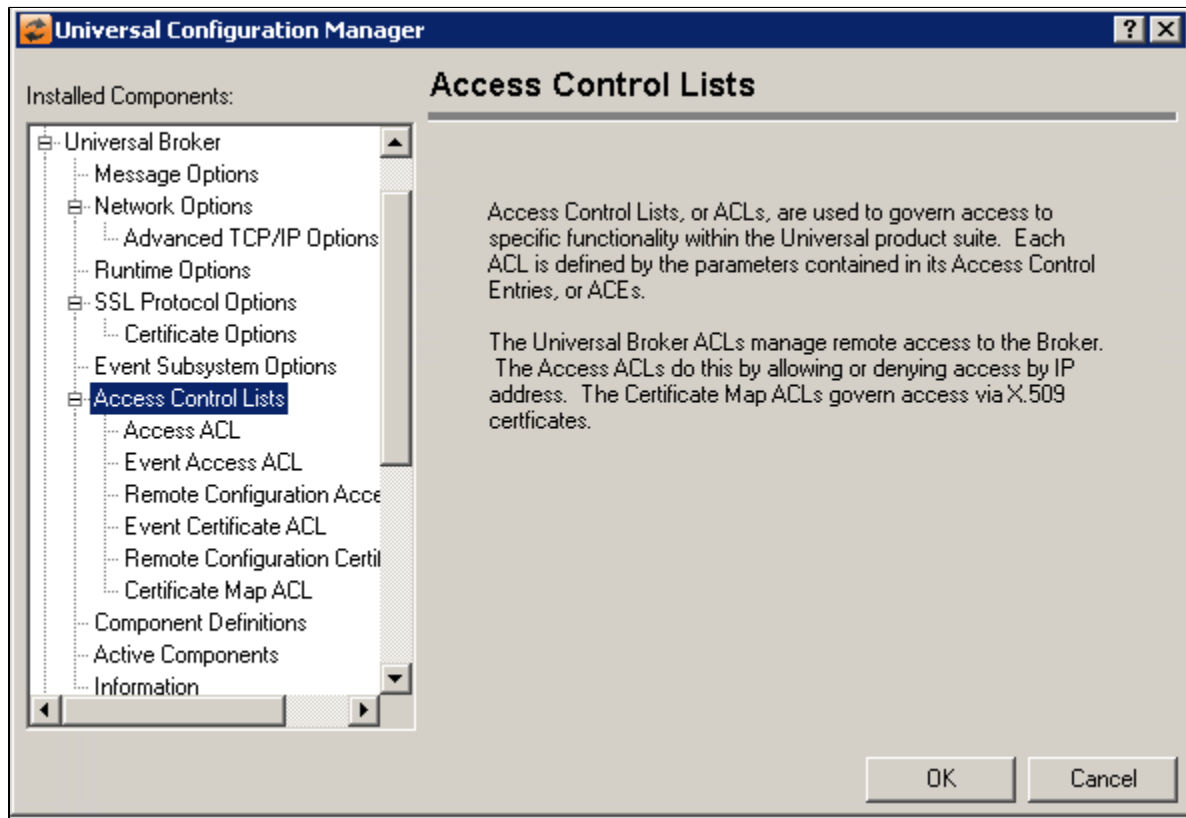 Universal Configuration Manager
Installed Components:
Universal Broker
Message Options
Network Options
Advanced TCP/IP Options
Runtime Options
SSL Protocol Options
Certificate Options
Event Subsystem Options
Access Control Lists
Access ACL
Event Access ACL
Remote Configuration Acce
Event Certificate ACL
Remote Configuration Certif
Certificate Map ACL
Component Definitions
Active Components
Information
Access Control Lists
Access Control Lists, or ACLs, are used to govern access to
specific functionality within the Universal product suite. Each
ACL is defined by the parameters contained in its Access Control
Entries, or ACEs.
The Universal Broker ACLs manage remote access to the Broker.
The Access ACLs do this by allowing or denying access by IP
address. The Certificate Map ACLs govern access via X.509
certficates.
OK
Cancel